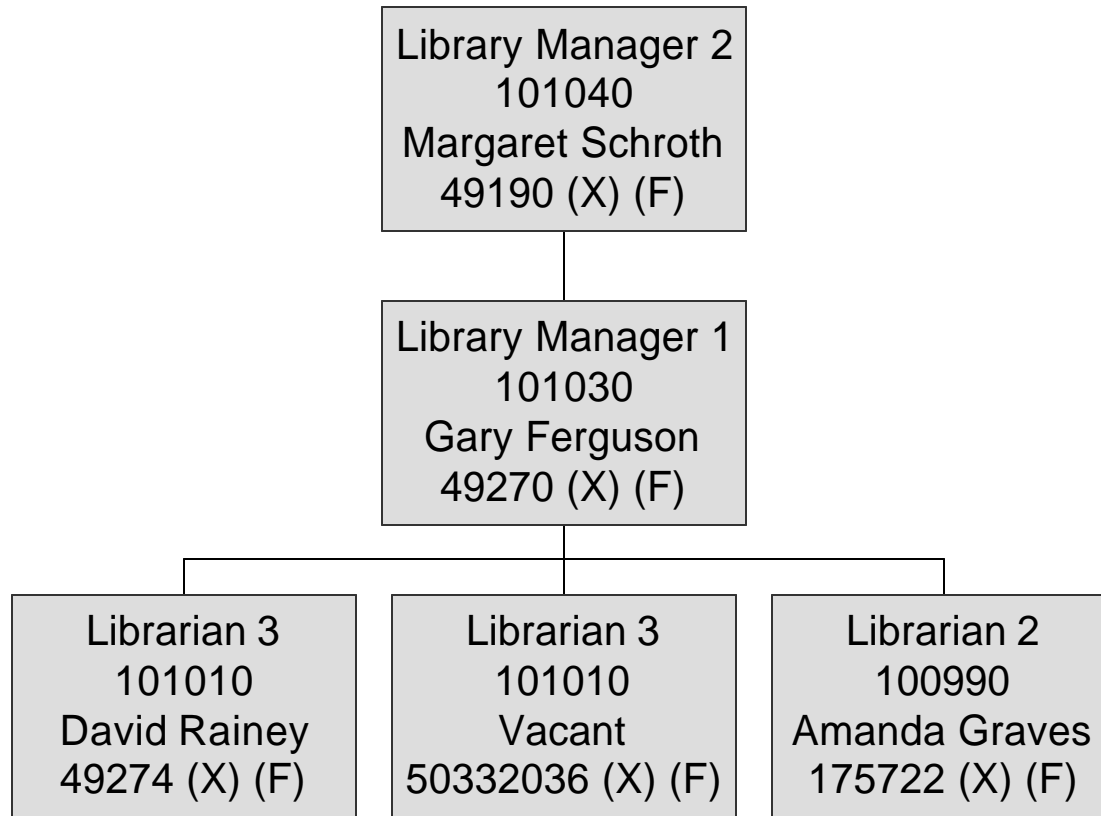 Library Manager 2
101040
Margaret Schroth
49190 (X) (F)
Library Manager 1
101030
Gary Ferguson
49270 (X) (F)
Librarian 3
101010
David Rainey
49274 (X) (F)
Librarian 3
101010
Vacant
50332036 (X) (F)
Librarian 2
100990
Amanda Graves
175722 (X) (F)